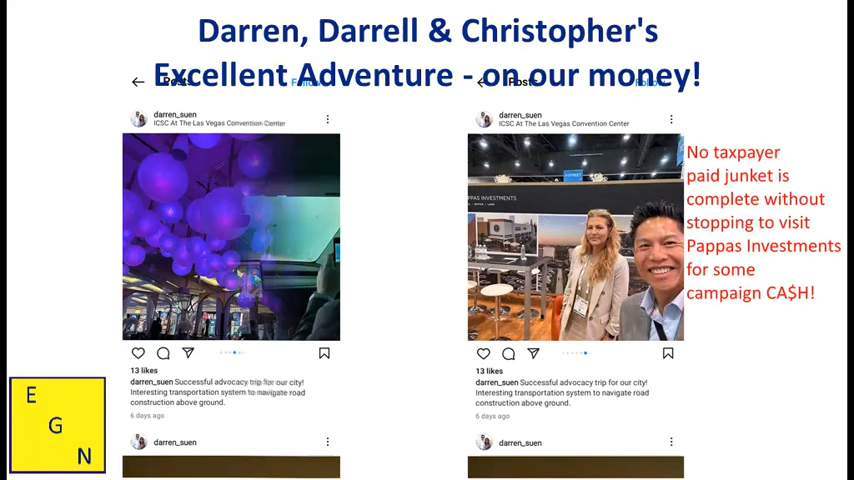 Darren, Darrell & Christopher's
Excellent Adventure - on our money!
Posts
Follow
Posts
Follow
darren_suen
ICSC At The Las Vegas Convention Center
darren_suen
ICSC At The Las Vegas Convention Center
No taxpayer
paid junket is
complete without
stopping to visit
Pappas Investments
for some
campaign CA$H!
PAPPAS INVESTMENTS
13 likes
darren_suen Successful advocacy trip for our city!
Interesting transportation system to navigate road
construction above ground.
6 days ago
darren_suen
13 likes
darren_suen Successful advocacy trip for our city!
Interesting transportation system to navigate road
construction above ground.
6 days ago
darren_suen
E
G
N